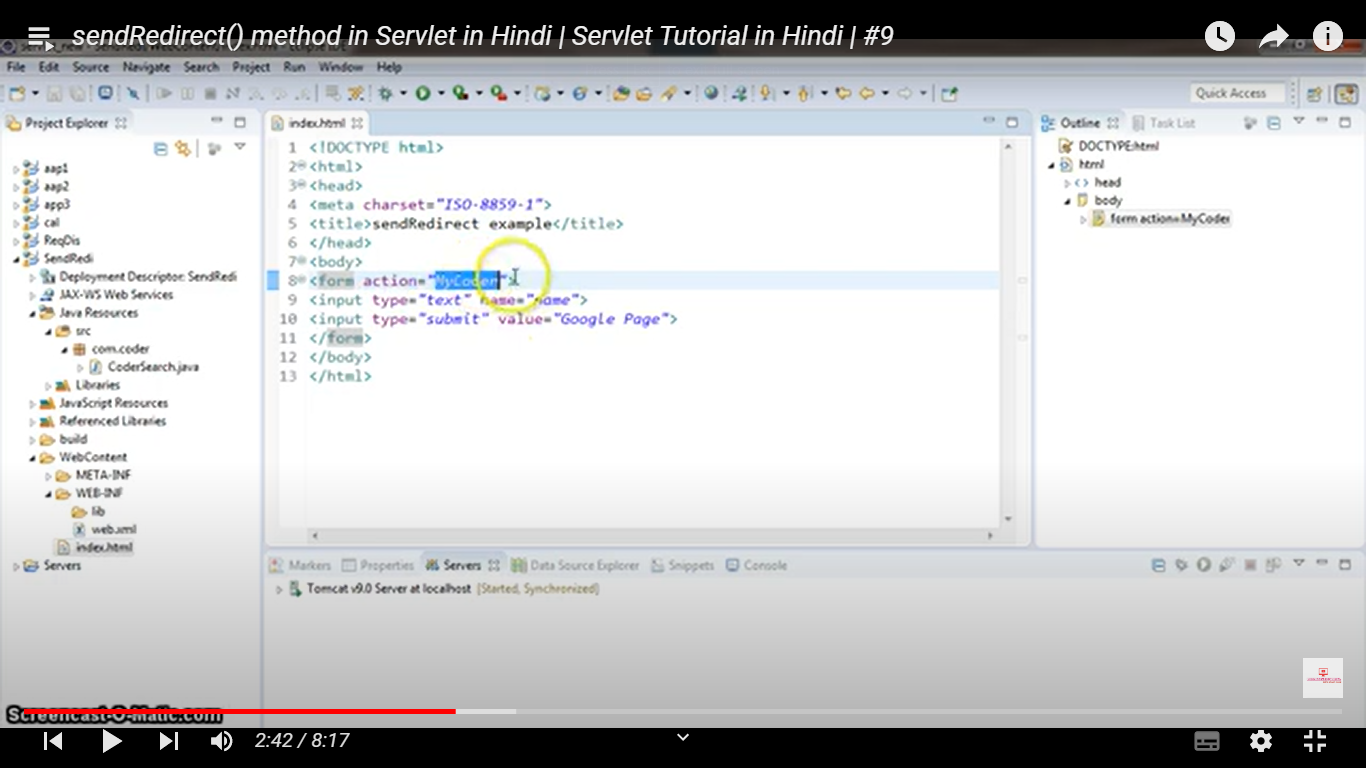 sendRedirect() method in Servlet in Hindi | Servlet Tutorial in Hindi | #9
File Edit Source Navigate Search Project Run Window Help
Quick Access
Project Explorer
aap1
aap2
app3
cal
ReqDis
SendRedi
Deployment Descriptor: SendRedi
JAX-WS Web Services
Java Resources
src
com.coder
CoderSearch.java
Libraries
JavaScript Resources
Referenced Libraries
build
WebContent
META-INF
WEB-INF
lib
web.xml
index.html
Servers
index.html
1 <!DOCTYPE html>
2 <html>
3 <head>
4 <meta charset="ISO-8859-1">
5 <title>sendRedirect example</title>
6 </head>
7 <body>
8 <form action="MyCoder">
9 <input type="text" name="name">
10 <input type="submit" value="Google Page">
11 </form>
12 </body>
13 </html>
Outline Task List
DOCTYPE:html
html
head
body
form action=MyCoder
Markers Properties Servers Data Source Explorer Snippets Console
Tomcat v9.0 Server at localhost [Started, Synchronized]
Screencast-O-Matic.com
2:42 / 8:17